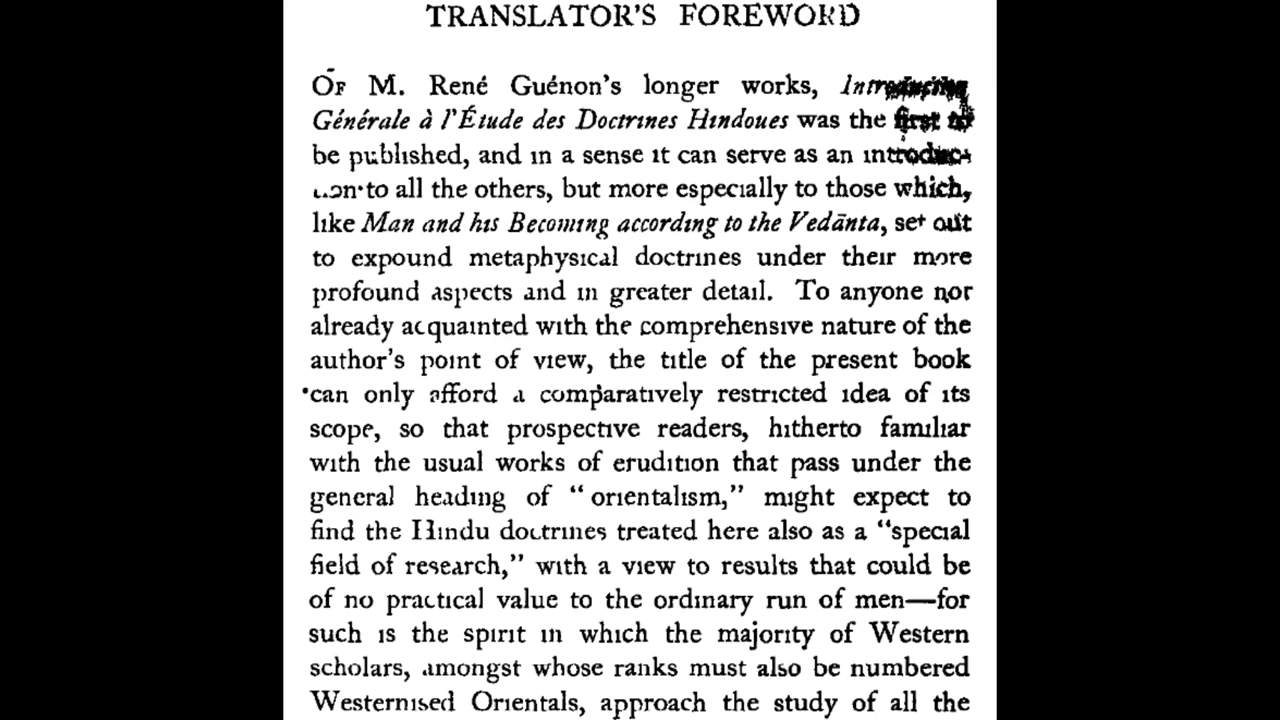 TRANSLATOR'S FOREWORD
OF M. René Guénon's longer works, Introduction
Générale à l'Étude des Doctrines Hindoues was the first to
be published, and in a sense it can serve as an introduc-
tion to all the others, but more especially to those which,
like Man and his Becoming according to the Vedānta, set out
to expound metaphysical doctrines under their more
profound aspects and in greater detail. To anyone not
already acquainted with the comprehensive nature of the
author's point of view, the title of the present book
can only afford a comparatively restricted idea of its
scope, so that prospective readers, hitherto familiar
with the usual works of erudition that pass under the
general heading of "orientalism," might expect to
find the Hindu doctrines treated here also as a "special
field of research," with a view to results that could be
of no practical value to the ordinary run of men—for
such is the spirit in which the majority of Western
scholars, amongst whose ranks must also be numbered
Westernised Orientals, approach the study of all the